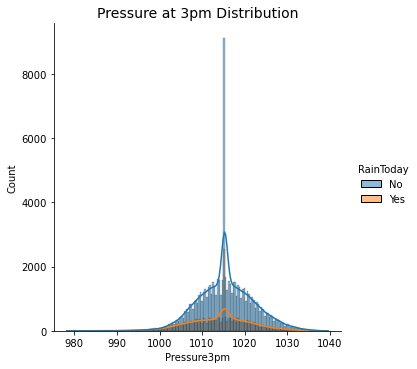 Pressure at 3pm Distribution
8000
6000
4000
2000
0
Count
980 990 1000 1010 1020 1030 1040
Pressure3pm
RainToday
No
Yes